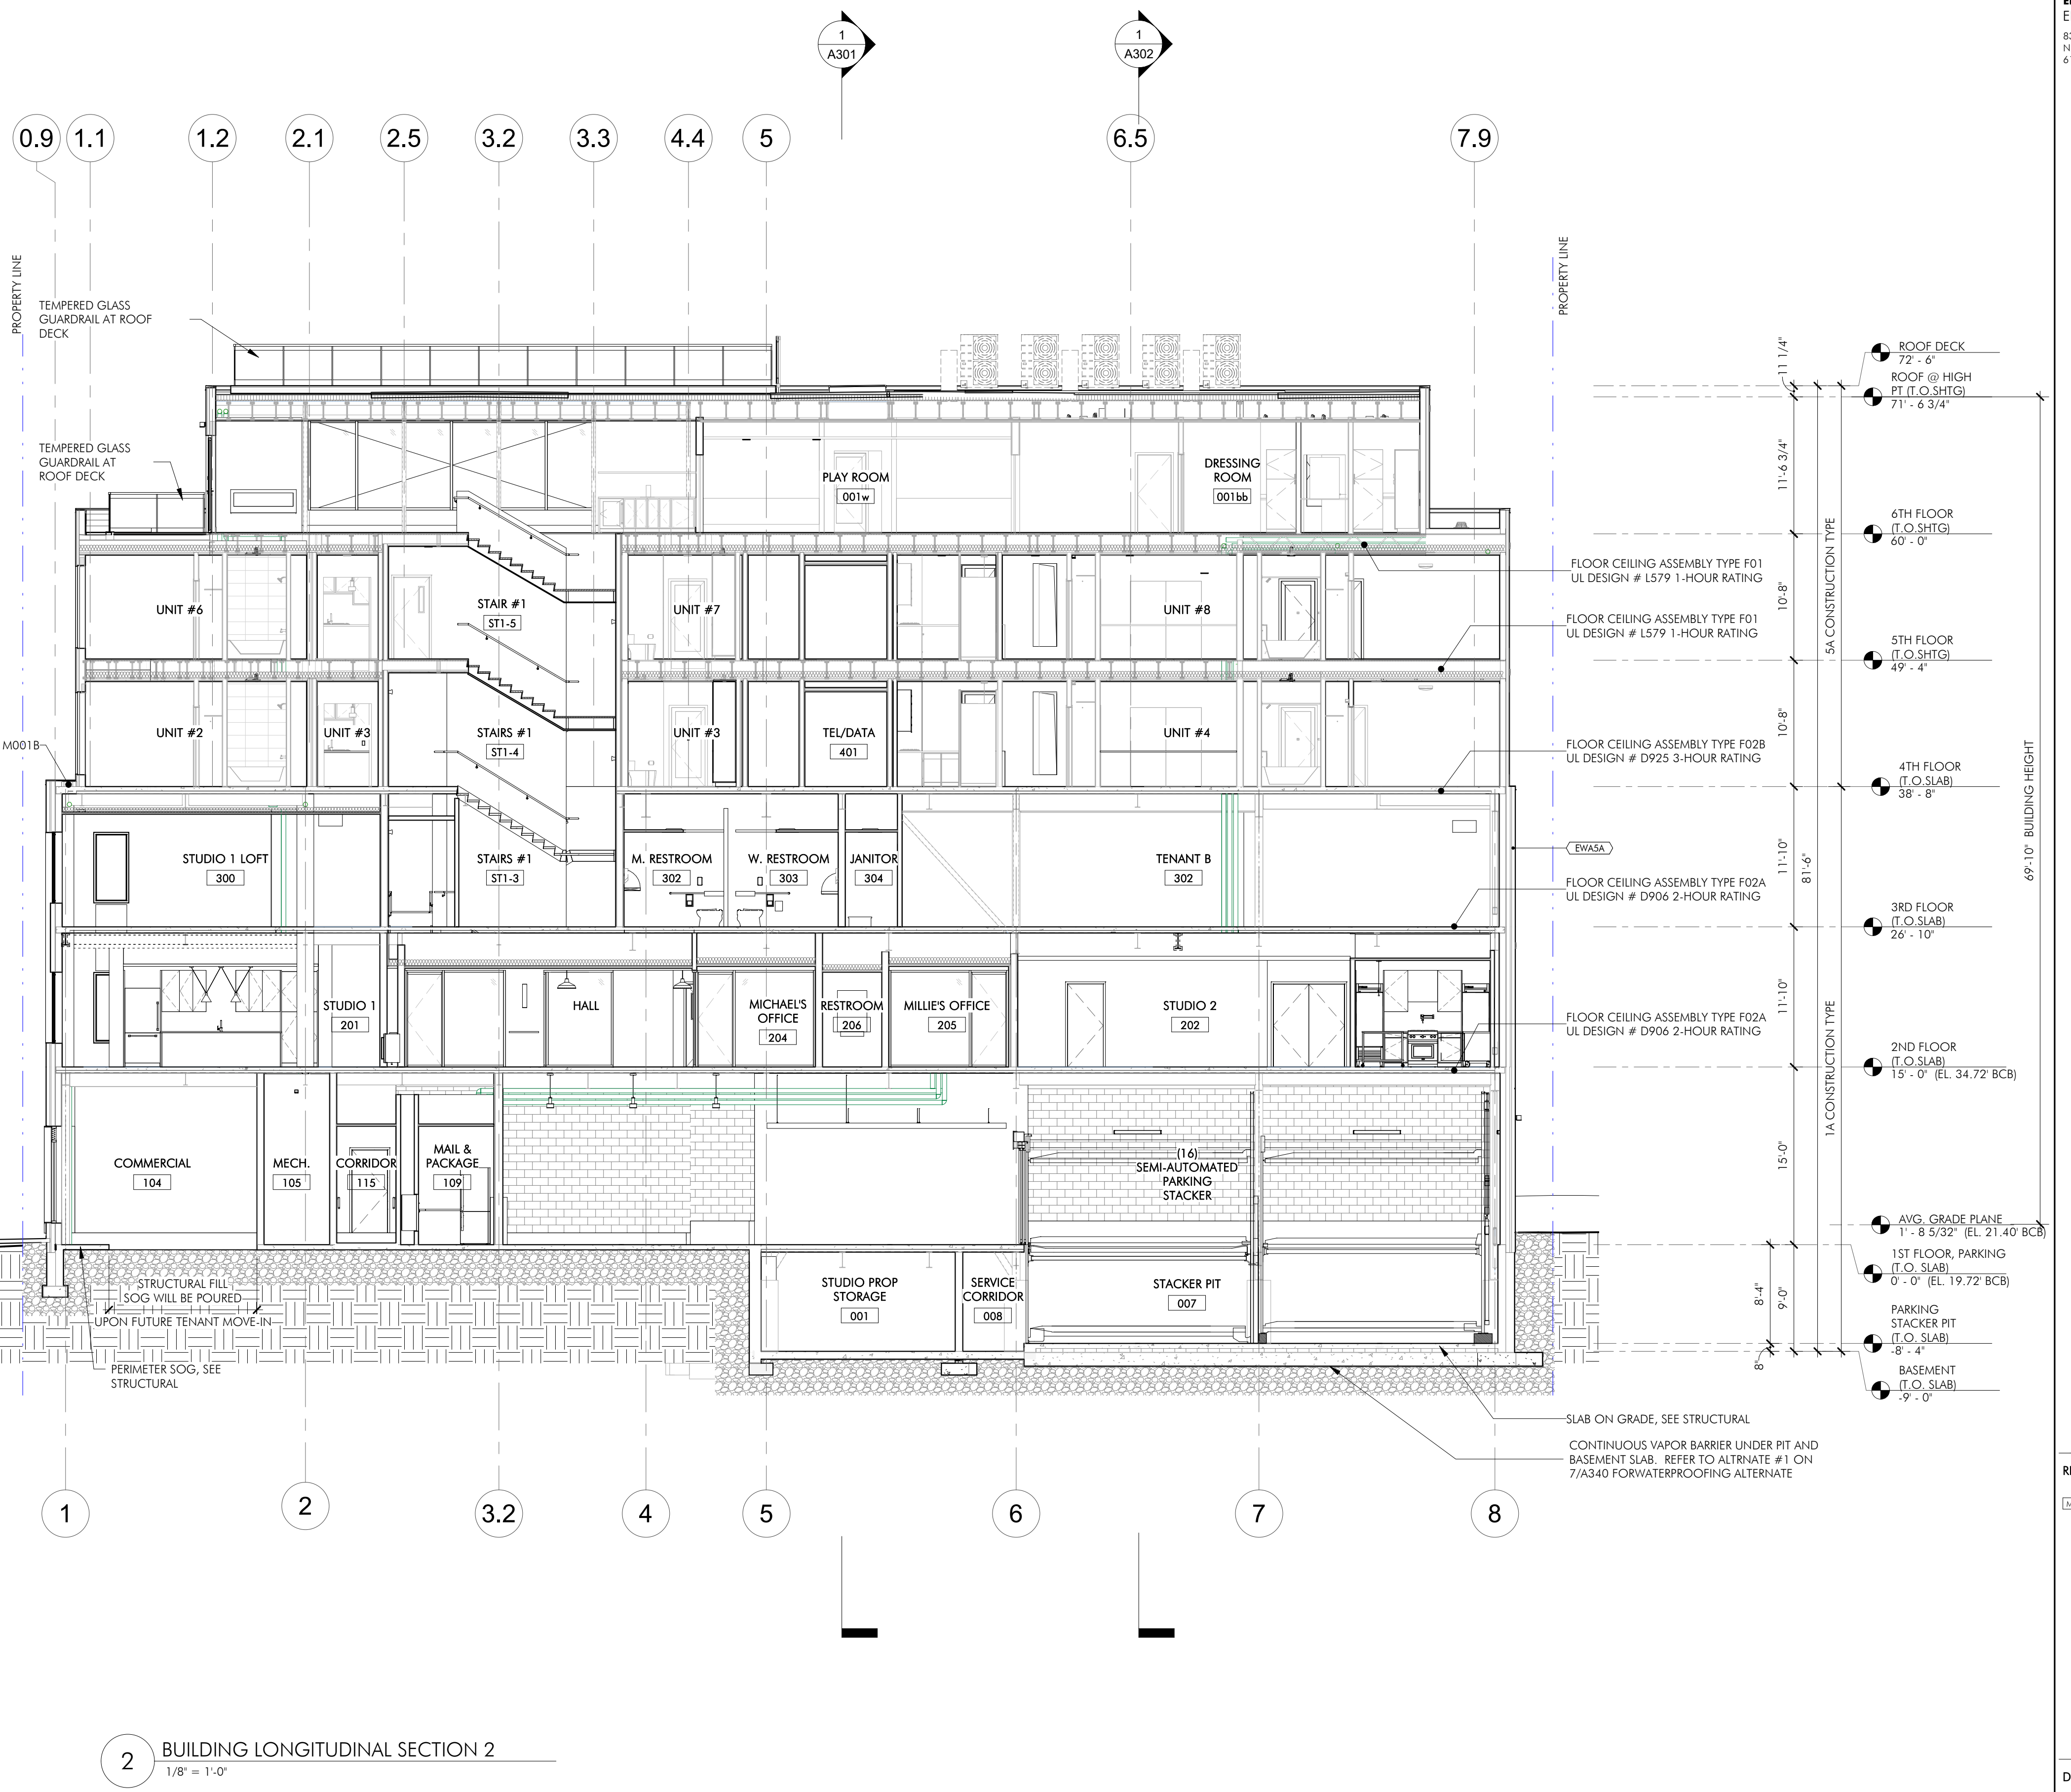 1
A301
1
A302
0.9
1.1
1.2
2.1
2.5
3.2
3.3
4.4
5
6.5
7.9
PROPERTY LINE
PROPERTY LINE
TEMPERED GLASS
GUARDRAIL AT ROOF
DECK
TEMPERED GLASS
GUARDRAIL AT
ROOF DECK
PLAY ROOM
001w
DRESSING
ROOM
001bb
UNIT #6
STAIR #1
ST1-5
UNIT #7
UNIT #8
UNIT #2
UNIT #3
STAIRS #1
ST1-4
UNIT #3
TEL/DATA
401
UNIT #4
M001B
STUDIO 1 LOFT
300
STAIRS #1
ST1-3
M. RESTROOM
302
W. RESTROOM
303
JANITOR
304
TENANT B
302
STUDIO 1
201
HALL
MICHAEL'S
OFFICE
204
RESTROOM
206
MILLIE'S OFFICE
205
STUDIO 2
202
COMMERCIAL
104
MECH.
105
CORRIDOR
115
MAIL &
PACKAGE
109
(16)
SEMI-AUTOMATED
PARKING
STACKER
STUDIO PROP
STORAGE
001
SERVICE
CORRIDOR
008
STACKER PIT
007
STRUCTURAL FILL
SOG WILL BE POURED
UPON FUTURE TENANT MOVE-IN
PERIMETER SOG, SEE
STRUCTURAL
FLOOR CEILING ASSEMBLY TYPE F01
UL DESIGN # L579 1-HOUR RATING
FLOOR CEILING ASSEMBLY TYPE F01
UL DESIGN # L579 1-HOUR RATING
FLOOR CEILING ASSEMBLY TYPE F02B
UL DESIGN # D925 3-HOUR RATING
EWA5A
FLOOR CEILING ASSEMBLY TYPE F02A
UL DESIGN # D906 2-HOUR RATING
FLOOR CEILING ASSEMBLY TYPE F02A
UL DESIGN # D906 2-HOUR RATING
SLAB ON GRADE, SEE STRUCTURAL
CONTINUOUS VAPOR BARRIER UNDER PIT AND
BASEMENT SLAB. REFER TO ALTRNATE #1 ON
7/A340 FORWATERPROOFING ALTERNATE
11 1/4"
11'-6 3/4"
10'-8"
10'-8"
11'-10"
11'-10"
15'-0"
8'-4"
9'-0"
8"
81'-6"
5A CONSTRUCTION TYPE
1A CONSTRUCTION TYPE
69'-10" BUILDING HEIGHT
ROOF DECK
72' - 6"
ROOF @ HIGH
PT (T.O.SHTG)
71' - 6 3/4"
6TH FLOOR
(T.O.SHTG)
60' - 0"
5TH FLOOR
(T.O.SHTG)
49' - 4"
4TH FLOOR
(T.O.SLAB)
38' - 8"
3RD FLOOR
(T.O.SLAB)
26' - 10"
2ND FLOOR
(T.O.SLAB)
15' - 0" (EL. 34.72' BCB)
AVG. GRADE PLANE
1' - 8 5/32" (EL. 21.40' BCB)
1ST FLOOR, PARKING
(T.O. SLAB)
0' - 0" (EL. 19.72' BCB)
PARKING
STACKER PIT
(T.O. SLAB)
-8' - 4"
BASEMENT
(T.O. SLAB)
-9' - 0"
1
2
3.2
4
5
6
7
8
2
BUILDING LONGITUDINAL SECTION 2
1/8" = 1'-0"